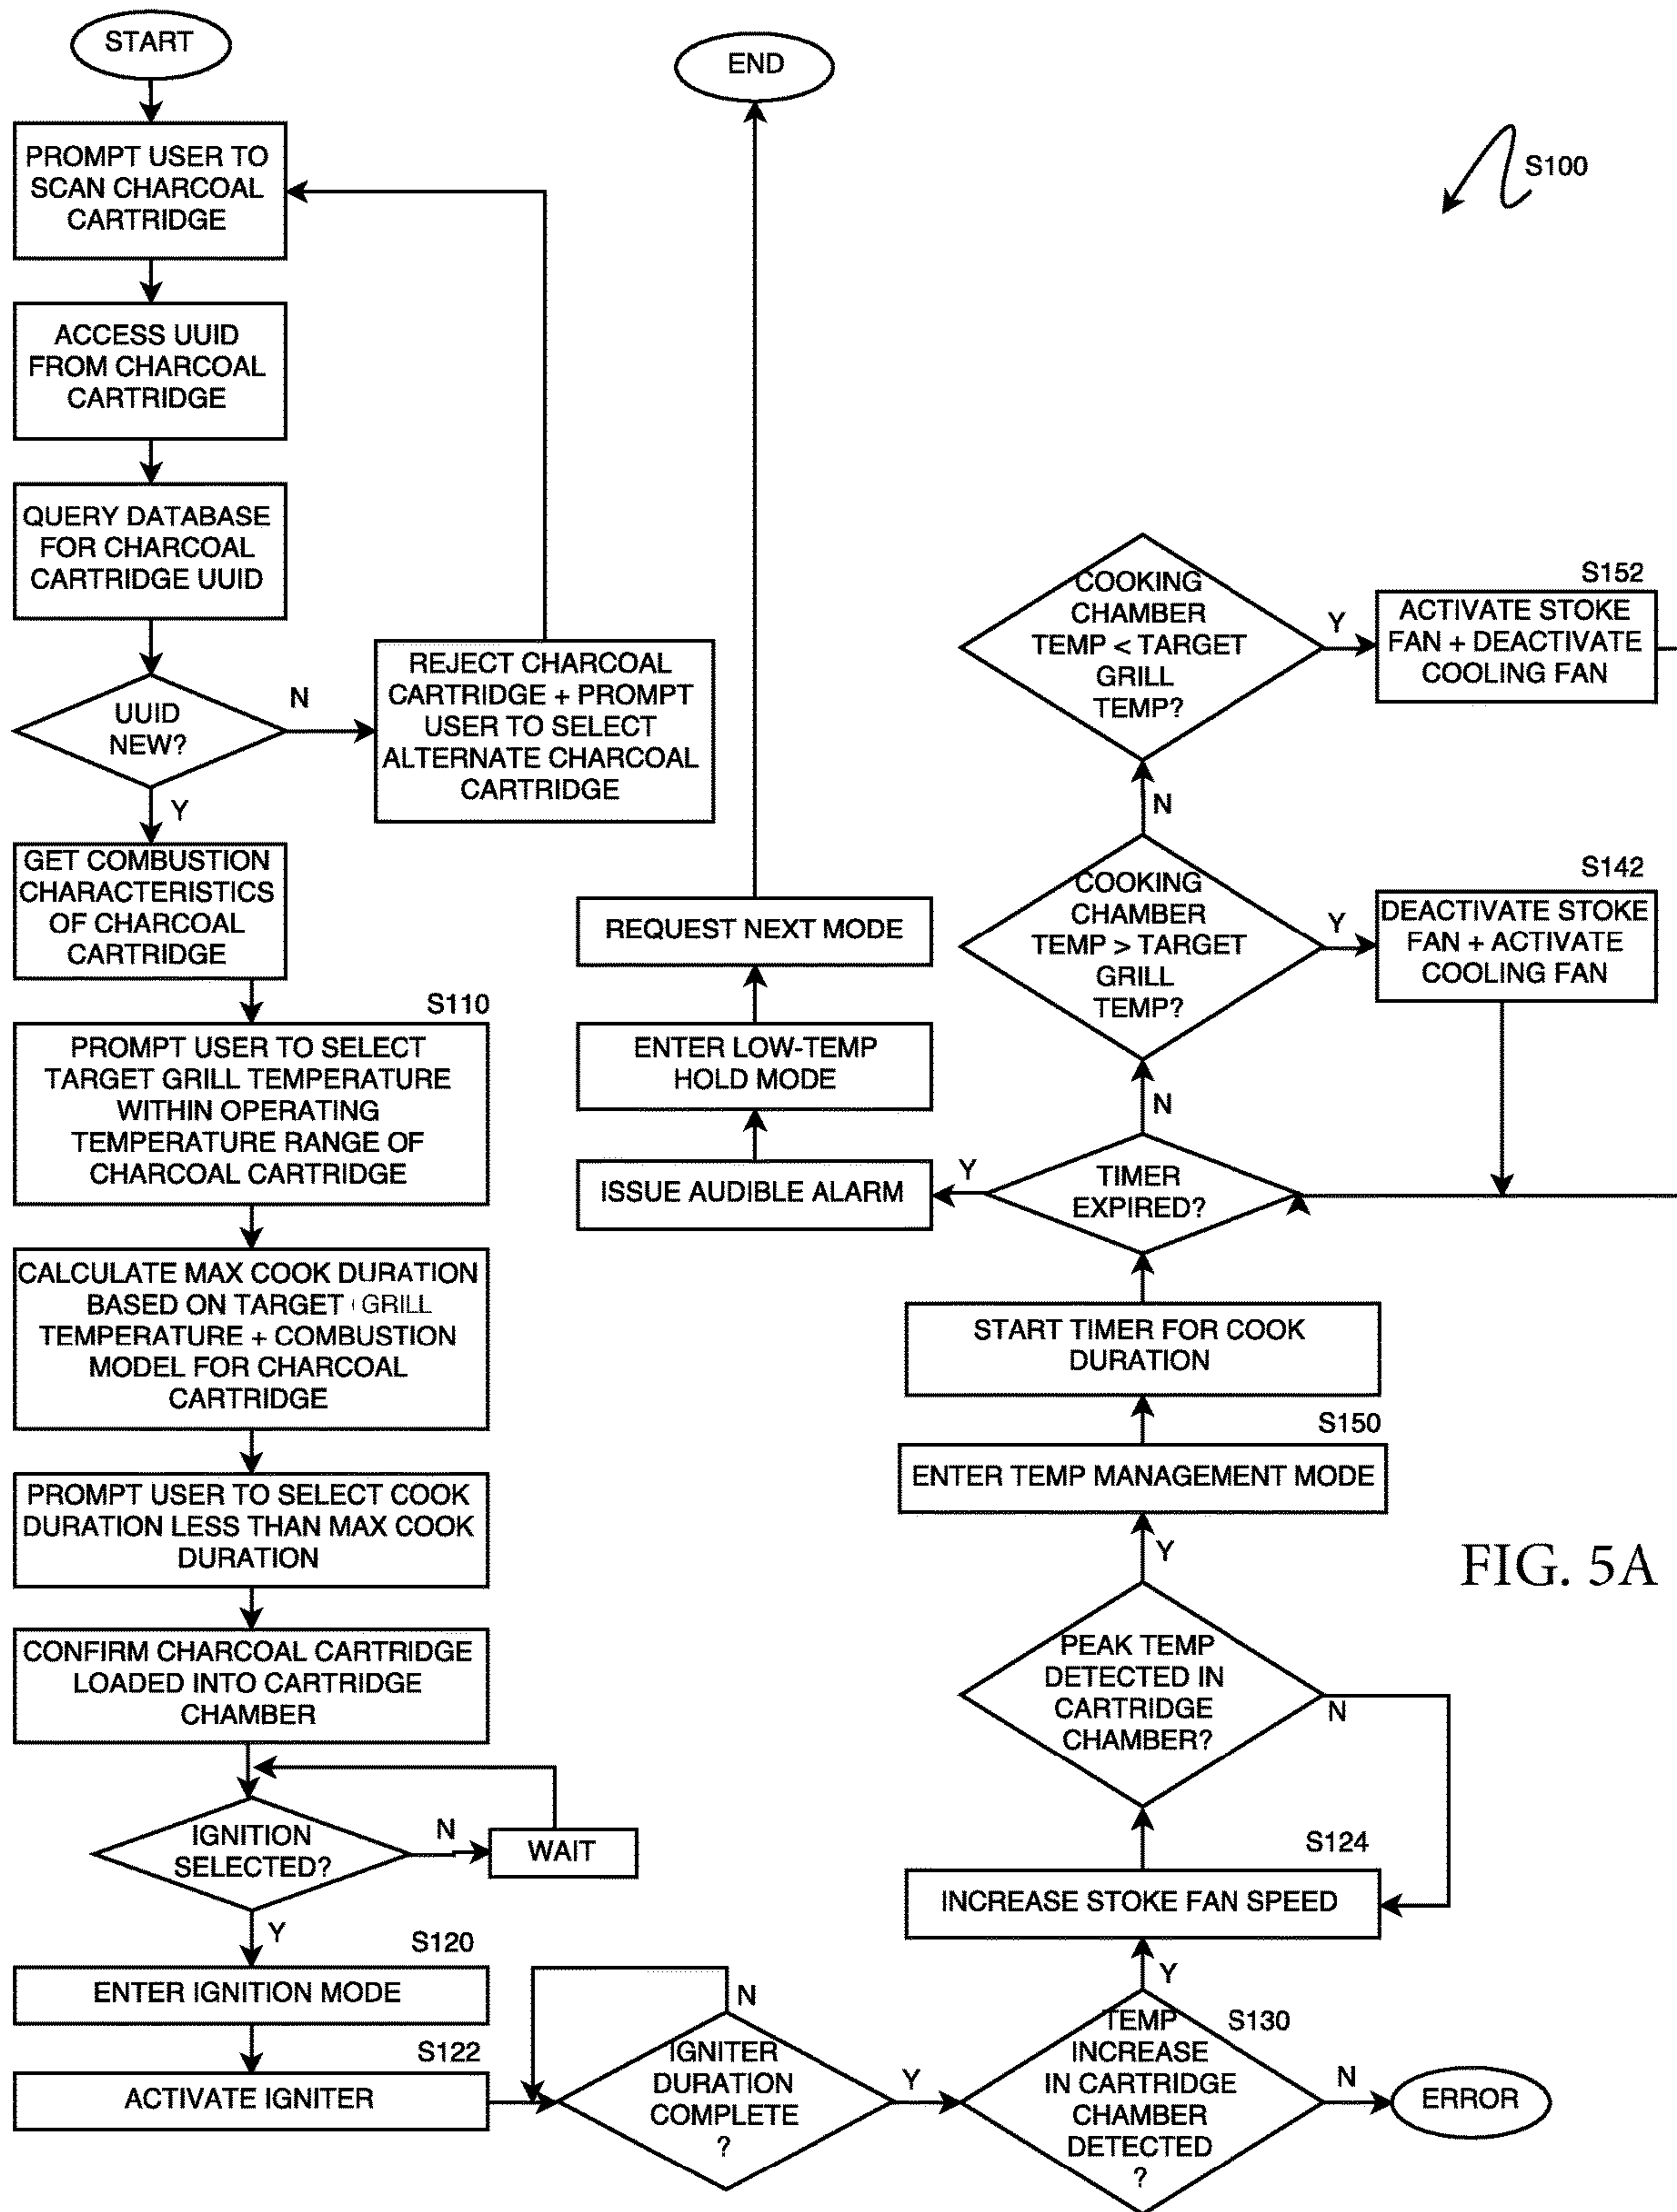 START
PROMPT USER TO
SCAN CHARCOAL
CARTRIDGE
ACCESS UUID
FROM CHARCOAL
CARTRIDGE
QUERY DATABASE
FOR CHARCOAL
CARTRIDGE UUID
UUID
NEW?
N
Y
REJECT CHARCOAL
CARTRIDGE + PROMPT
USER TO SELECT
ALTERNATE CHARCOAL
CARTRIDGE
GET COMBUSTION
CHARACTERISTICS
OF CHARCOAL
CARTRIDGE
S110
PROMPT USER TO SELECT
TARGET GRILL TEMPERATURE
WITHIN OPERATING
TEMPERATURE RANGE OF
CHARCOAL CARTRIDGE
CALCULATE MAX COOK DURATION
BASED ON TARGET GRILL
TEMPERATURE + COMBUSTION
MODEL FOR CHARCOAL
CARTRIDGE
PROMPT USER TO SELECT COOK
DURATION LESS THAN MAX COOK
DURATION
CONFIRM CHARCOAL CARTRIDGE
LOADED INTO CARTRIDGE
CHAMBER
IGNITION
SELECTED?
N
WAIT
Y
S120
ENTER IGNITION MODE
S122
ACTIVATE IGNITER
N
IGNITER
DURATION
COMPLETE
?
Y
TEMP
INCREASE
IN CARTRIDGE
CHAMBER
DETECTED
?
S130
N
ERROR
Y
S124
INCREASE STOKE FAN SPEED
PEAK TEMP
DETECTED IN
CARTRIDGE
CHAMBER?
N
Y
S150
ENTER TEMP MANAGEMENT MODE
START TIMER FOR COOK
DURATION
TIMER
EXPIRED?
Y
N
ISSUE AUDIBLE ALARM
ENTER LOW-TEMP
HOLD MODE
REQUEST NEXT MODE
END
COOKING
CHAMBER
TEMP > TARGET
GRILL
TEMP?
Y
S142
DEACTIVATE STOKE
FAN + ACTIVATE
COOLING FAN
N
COOKING
CHAMBER
TEMP < TARGET
GRILL
TEMP?
Y
S152
ACTIVATE STOKE
FAN + DEACTIVATE
COOLING FAN
S100
FIG. 5A